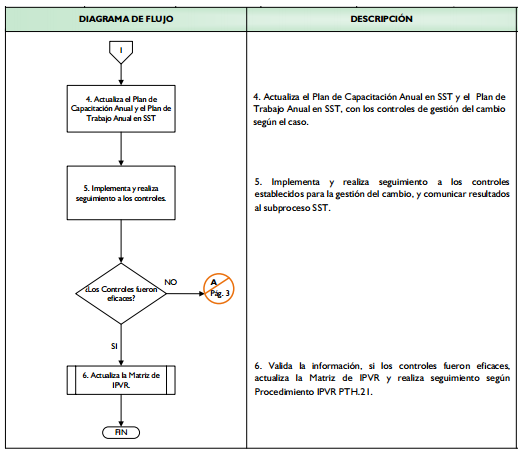 DIAGRAMA DE FLUJO
DESCRIPCIÓN
1
4. Actualiza el Plan de
Capacitación Anual y el Plan de
Trabajo Anual en SST
4. Actualiza el Plan de Capacitación Anual en SST y el Plan de
Trabajo Anual en SST, con los controles de gestión del cambio
según el caso.
5. Implementa y realiza
seguimiento a los controles.
5. Implementa y realiza seguimiento a los controles
establecidos para la gestión del cambio, y comunicar resultados
al subproceso SST.
¿Los Controles fueron
eficaces?
NO
A
Pág. 3
SI
6. Actualiza la Matriz de
IPVR.
6. Valida la información, si los controles fueron eficaces,
actualiza la Matriz de IPVR y realiza seguimiento según
Procedimiento IPVR PTH.21.
FIN